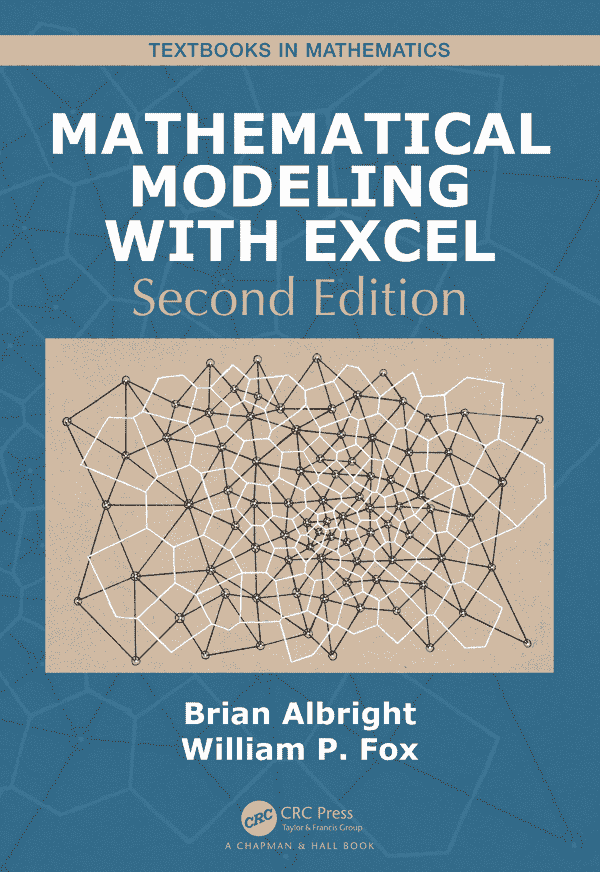 TEXTBOOKS IN MATHEMATICS
MATHEMATICAL
MODELING
WITH EXCEL
Second Edition
Brian Albright
William P. Fox
CRC
CRC Press
Taylor & Francis Group
A CHAPMAN & HALL BOOK